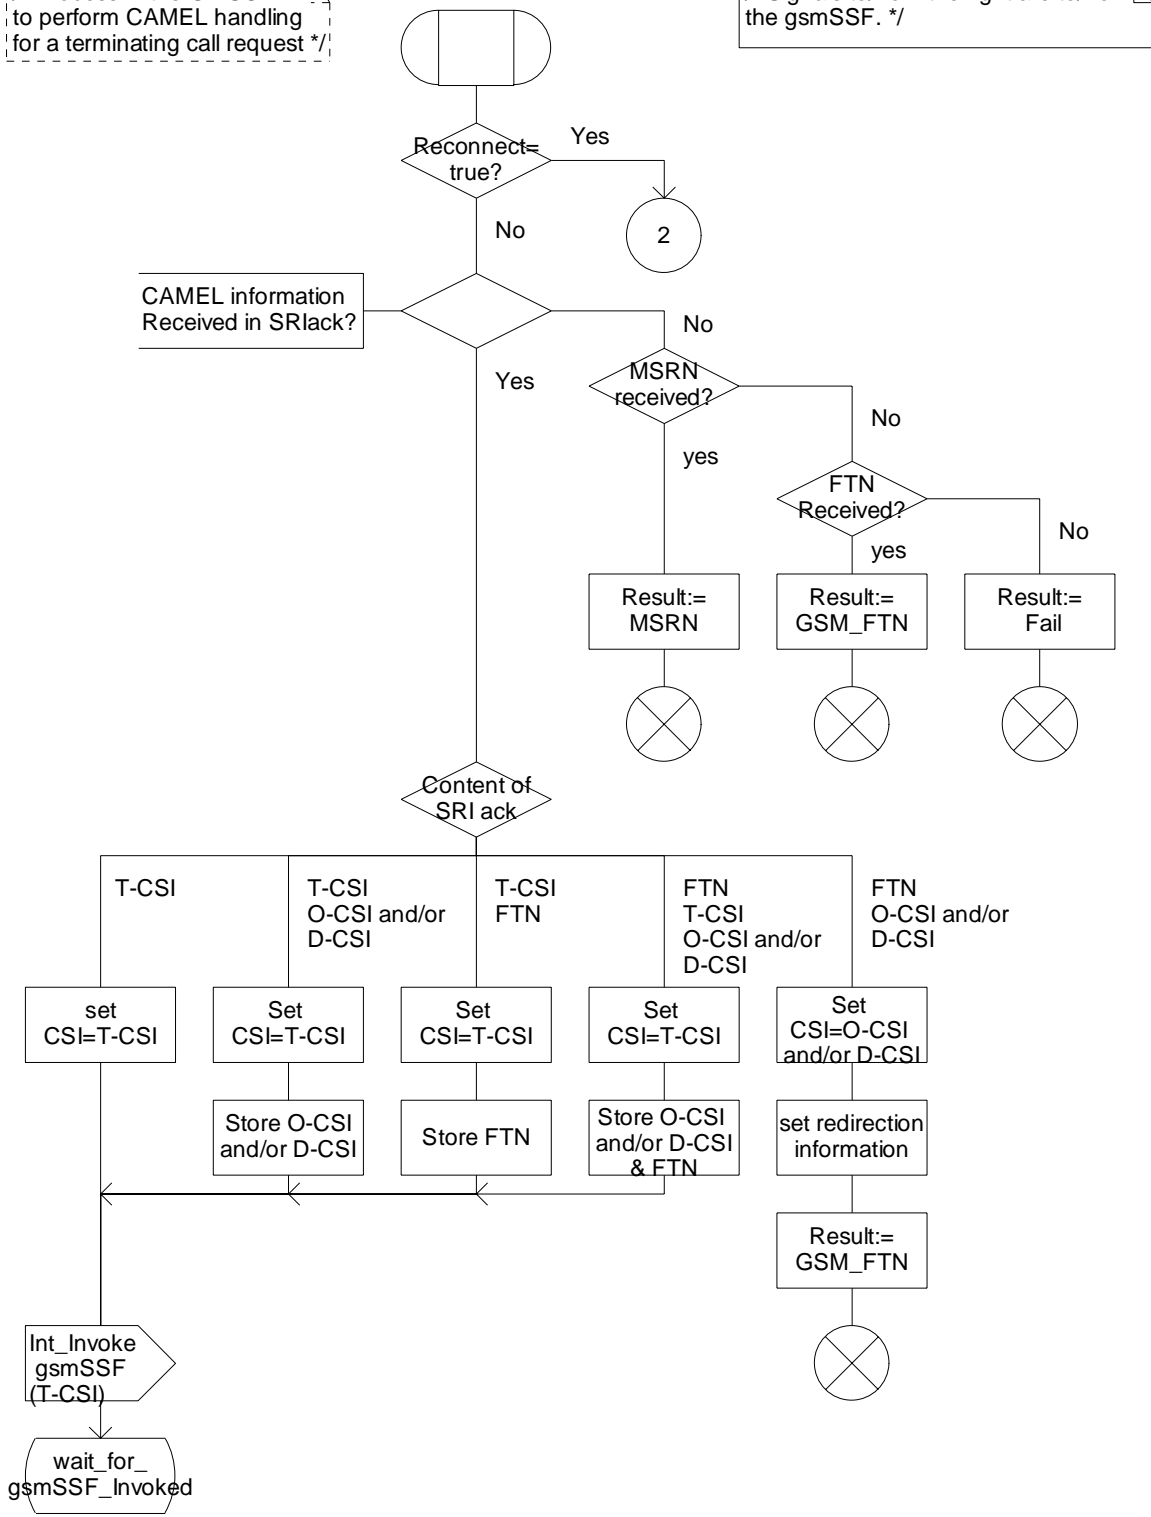 to perform CAMEL handling
for a terminating call request */
the gsmSSF. */
Reconnect=
true?
Yes
2
No
CAMEL information
Received in SRIack?
No
Yes
MSRN
received?
No
yes
FTN
Received?
No
yes
Result:=
MSRN
Result:=
GSM_FTN
Result:=
Fail
Content of
SRI ack
T-CSI
T-CSI
O-CSI and/or
D-CSI
T-CSI
FTN
FTN
T-CSI
O-CSI and/or
D-CSI
FTN
O-CSI and/or
D-CSI
set
CSI=T-CSI
Set
CSI=T-CSI
Set
CSI=T-CSI
Set
CSI=T-CSI
Set
CSI=O-CSI
and/or D-CSI
Store O-CSI
and/or D-CSI
Store FTN
Store O-CSI
and/or D-CSI
& FTN
set redirection
information
Result:=
GSM_FTN
Int_Invoke
gsmSSF
(T-CSI)
wait_for_
gsmSSF_Invoked